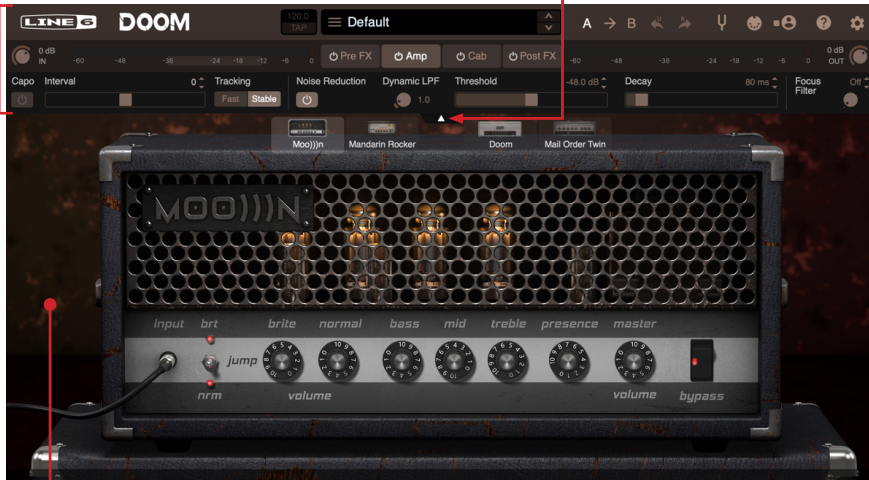 LINE 6 DOOM 120.0 TAP Default A B
0 dB IN -60 -48 -36 -24 -18 -12 -6 0 Pre FX Amp Cab Post FX -60 -48 -36 -24 -18 -12 -6 0 0 dB OUT
Capo Interval 0 Tracking Noise Reduction Dynamic LPF Threshold -48.0 dB Decay 80 ms Focus Filter Off
Fast Stable 1.0
Moo)))n Mandarin Rocker Doom Mail Order Twin
MOO)))N
input brt brite normal bass mid treble presence master
jump
nrm volume volume bypass